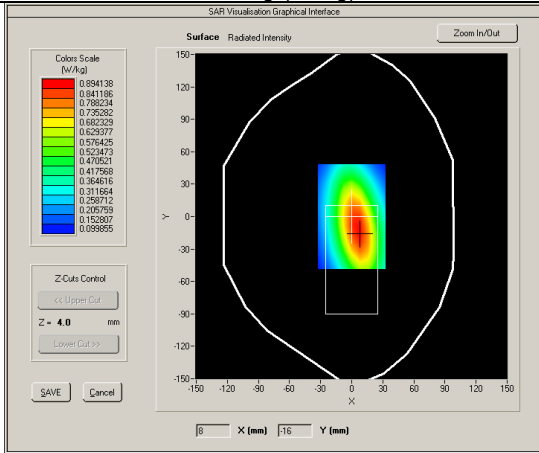 SAR Visualisation Graphical Interface
Surface Radiated Intensity
Zoom In/Out
Colors Scale
(W/kg)
0.894138
0.841186
0.788234
0.735282
0.682329
0.629377
0.576425
0.523473
0.470521
0.417568
0.364616
0.311664
0.258712
0.205759
0.152807
0.099855
Z-Cuts Control
<< Upper Cut
Z = 4.0 mm
Lower Cut >>
SAVE Cancel
150
120
90
60
30
0
-30
-60
-90
-120
-150
Y
-150 -120 -90 -60 -30 0 30 60 90 120 150
X
8 X (mm) -16 Y (mm)